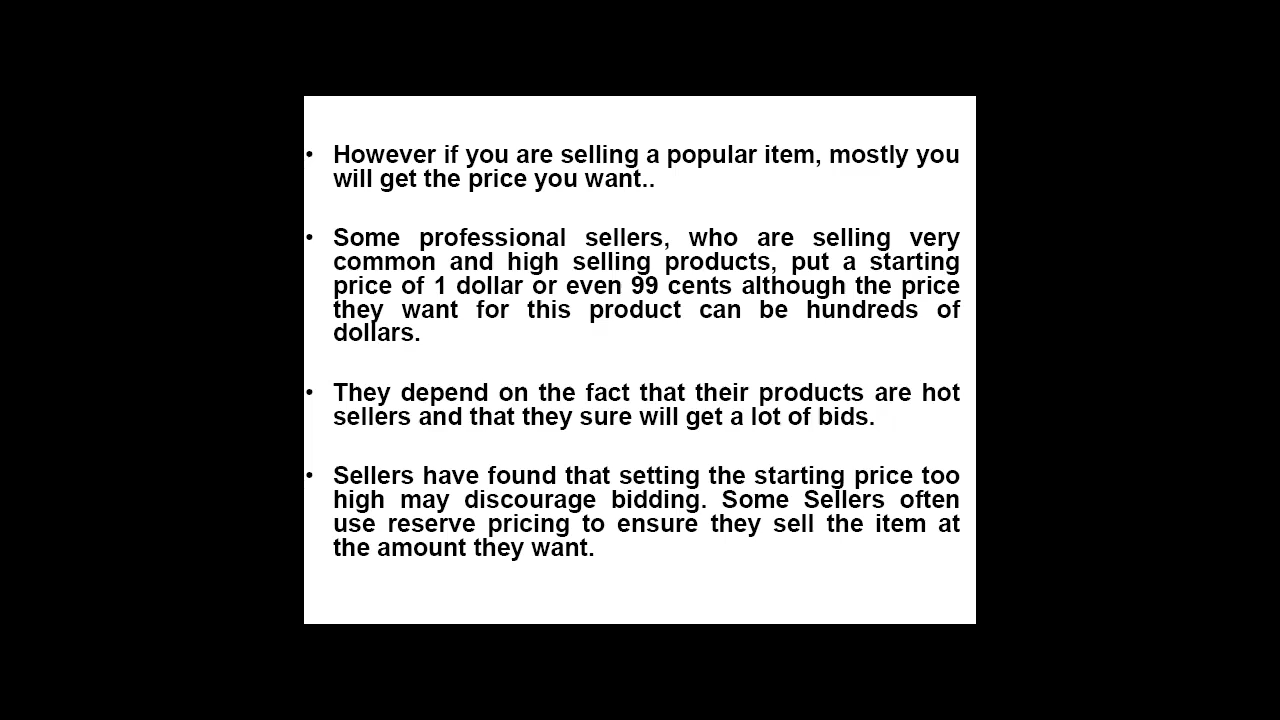 • However if you are selling a popular item, mostly you
will get the price you want..
• Some professional sellers, who are selling very
common and high selling products, put a starting
price of 1 dollar or even 99 cents although the price
they want for this product can be hundreds of
dollars.
• They depend on the fact that their products are hot
sellers and that they sure will get a lot of bids.
• Sellers have found that setting the starting price too
high may discourage bidding. Some Sellers often
use reserve pricing to ensure they sell the item at
the amount they want.